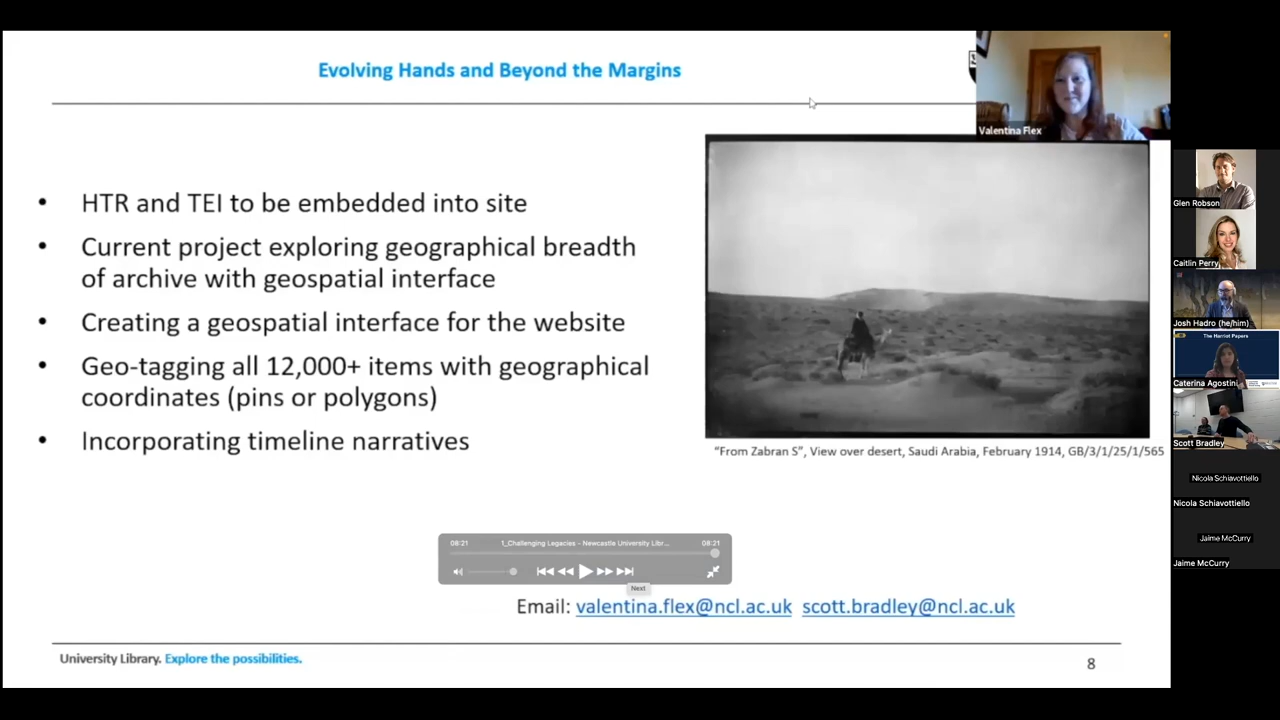 Evolving Hands and Beyond the Margins
Valentina Flex
• HTR and TEI to be embedded into site
• Current project exploring geographical breadth
of archive with geospatial interface
• Creating a geospatial interface for the website
• Geo-tagging all 12,000+ items with geographical
coordinates (pins or polygons)
• Incorporating timeline narratives
"From Zabran S", View over desert, Saudi Arabia, February 1914, GB/3/1/25/1/565
08:21 1_Challenging Legacies - Newcastle University Libr... 08:21
Next
Email: valentina.flex@ncl.ac.uk scott.bradley@ncl.ac.uk
University Library. Explore the possibilities.
8
Glen Robson
Caitlin Perry
Josh Hadro (he/him)
The Harriot Papers
Caterina Agostini
Scott Bradley
Nicola Schiavottiello
Nicola Schiavottiello
Jaime McCurry
Jaime McCurry